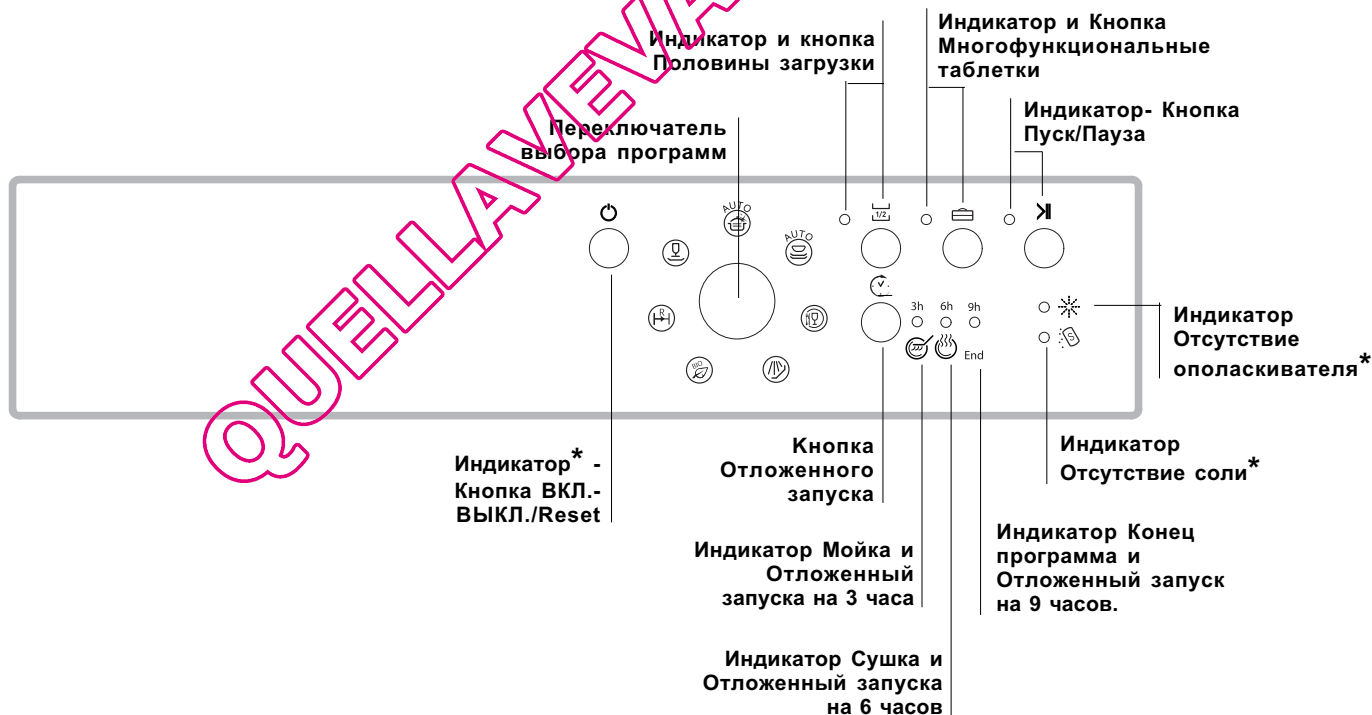 Индикатор и кнопка
Половины загрузки
Индикатор и Кнопка
Многофункциональные
таблетки
Индикатор- Кнопка
Пуск/Пауза
Переключатель
выбора программ
AUTO
AUTO
1/2
R
BIO
3h 6h 9h
End
S
Индикатор
Отсутствие
ополаскивателя*
Индикатор* -
Кнопка ВКЛ.-
ВЫКЛ./Reset
Кнопка
Отложенного
запуска
Индикатор
Отсутствие соли*
Индикатор Мойка и
Отложенный
запуска на 3 часа
Индикатор Конец
программа и
Отложенный запуск
на 9 часов.
Индикатор Сушка и
Отложенный запуска
на 6 часов
QUELLAVEVA